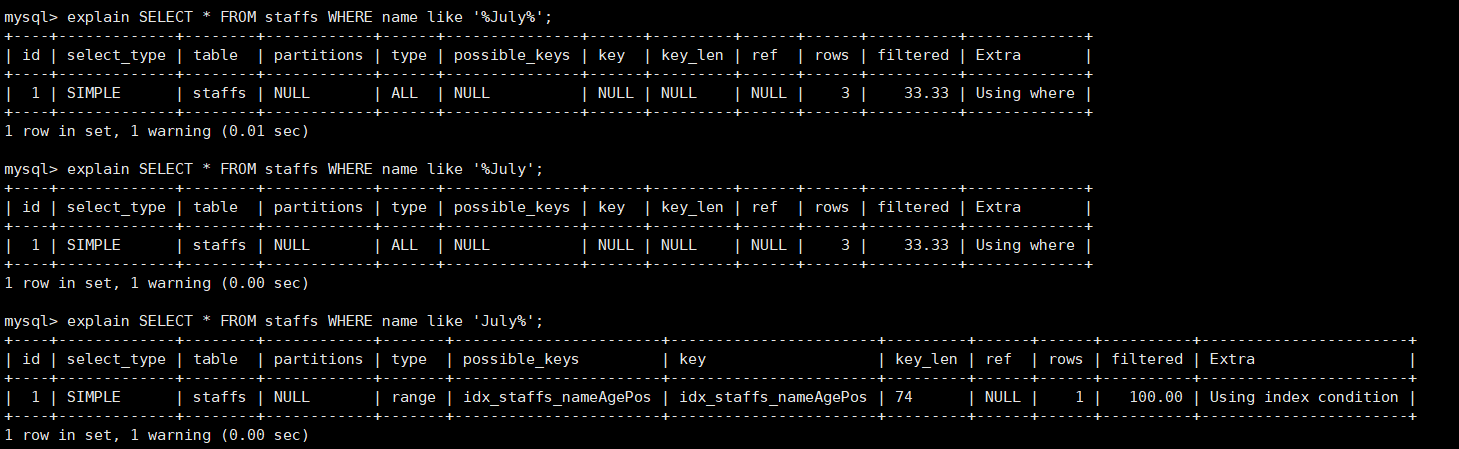 mysql> explain SELECT * FROM staffs WHERE name like '%July%';
+----+-------------+--------+------------+------+---------------+------+---------+------+------+----------+-------------+
| id | select_type | table  | partitions | type | possible_keys | key  | key_len | ref  | rows | filtered | Extra       |
+----+-------------+--------+------------+------+---------------+------+---------+------+------+----------+-------------+
|  1 | SIMPLE      | staffs | NULL       | ALL  | NULL          | NULL | NULL    | NULL |    3 |    33.33 | Using where |
+----+-------------+--------+------------+------+---------------+------+---------+------+------+----------+-------------+
1 row in set, 1 warning (0.01 sec)

mysql> explain SELECT * FROM staffs WHERE name like '%July';
+----+-------------+--------+------------+------+---------------+------+---------+------+------+----------+-------------+
| id | select_type | table  | partitions | type | possible_keys | key  | key_len | ref  | rows | filtered | Extra       |
+----+-------------+--------+------------+------+---------------+------+---------+------+------+----------+-------------+
|  1 | SIMPLE      | staffs | NULL       | ALL  | NULL          | NULL | NULL    | NULL |    3 |    33.33 | Using where |
+----+-------------+--------+------------+------+---------------+------+---------+------+------+----------+-------------+
1 row in set, 1 warning (0.00 sec)

mysql> explain SELECT * FROM staffs WHERE name like 'July%';
+----+-------------+--------+------------+-------+-----------------------+-----------------------+---------+------+------+----------+-----------------------+
| id | select_type | table  | partitions | type  | possible_keys         | key                   | key_len | ref  | rows | filtered | Extra                 |
+----+-------------+--------+------------+-------+-----------------------+-----------------------+---------+------+------+----------+-----------------------+
|  1 | SIMPLE      | staffs | NULL       | range | idx_staffs_nameAgePos | idx_staffs_nameAgePos | 74      | NULL |    1 |   100.00 | Using index condition |
+----+-------------+--------+------------+-------+-----------------------+-----------------------+---------+------+------+----------+-----------------------+
1 row in set, 1 warning (0.00 sec)